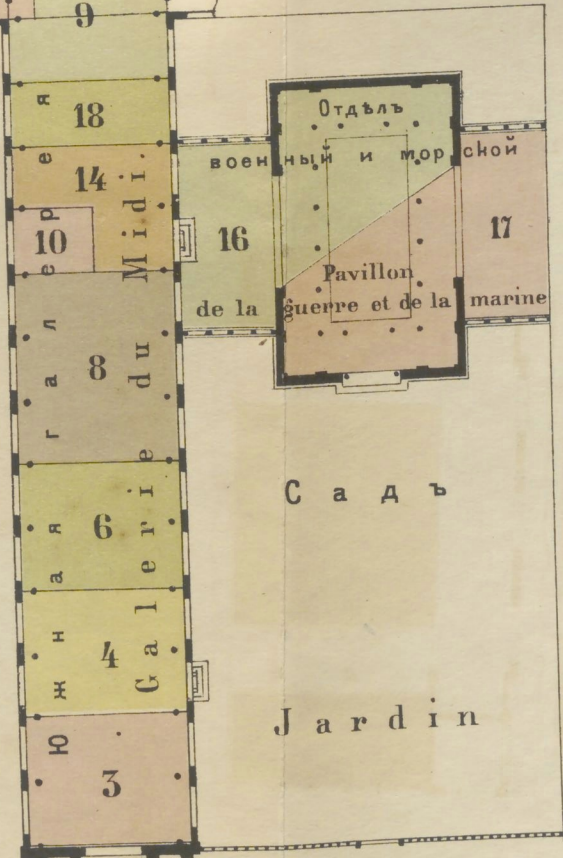 9
18
14
10
8
6
4
3
Южная галлерея
Galerie du Midi.
Отдѣлъ
военный и морской
16
17
Pavillon
de la guerre et de la marine
Садъ
Jardin